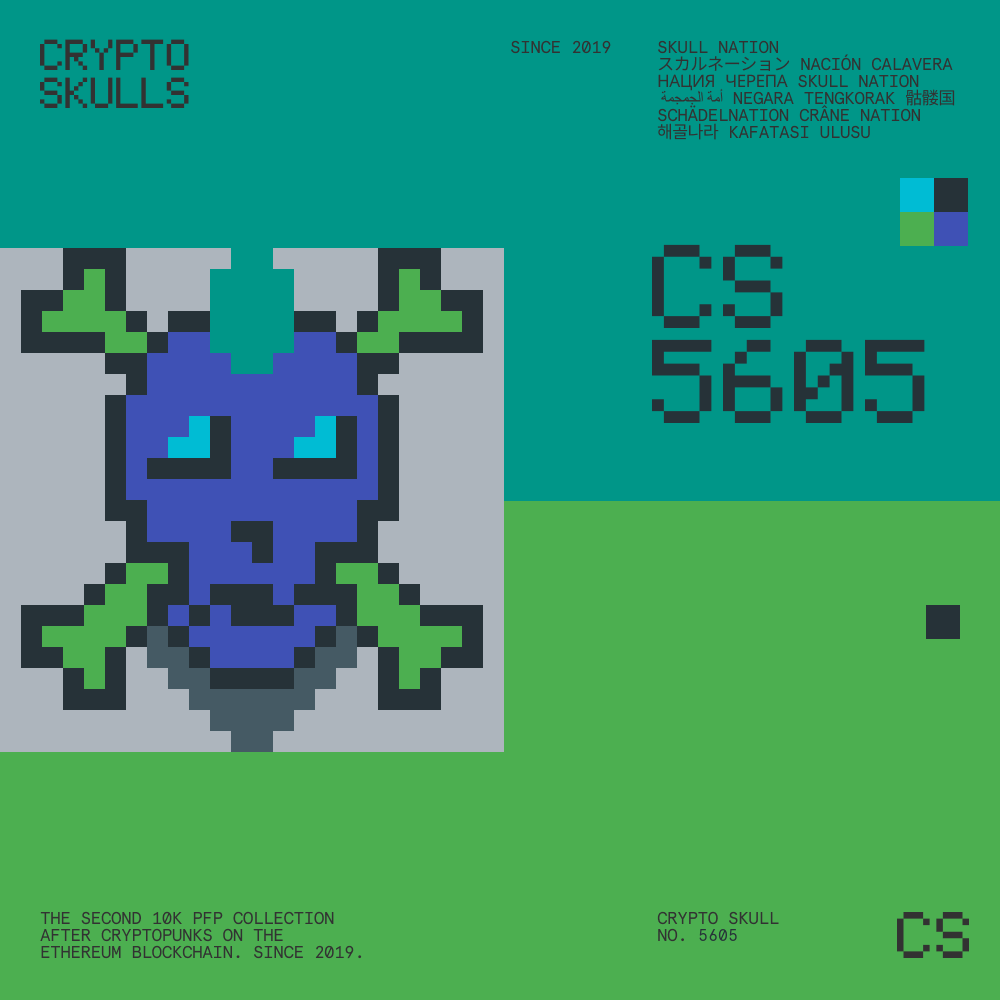 CRYPTO
SKULLS
SINCE 2019
SKULL NATION
スカルネーション NACIÓN CALAVERA
НАЦИЯ ЧЕРЕПА SKULL NATION
أمة الجمجمة NEGARA TENGKORAK 骷髅国
SCHÄDELNATION CRÂNE NATION
해골나라 KAFATASI ULUSU
CS
5605
THE SECOND 10K PFP COLLECTION
AFTER CRYPTOPUNKS ON THE
ETHEREUM BLOCKCHAIN. SINCE 2019.
CRYPTO SKULL
NO. 5605
CS